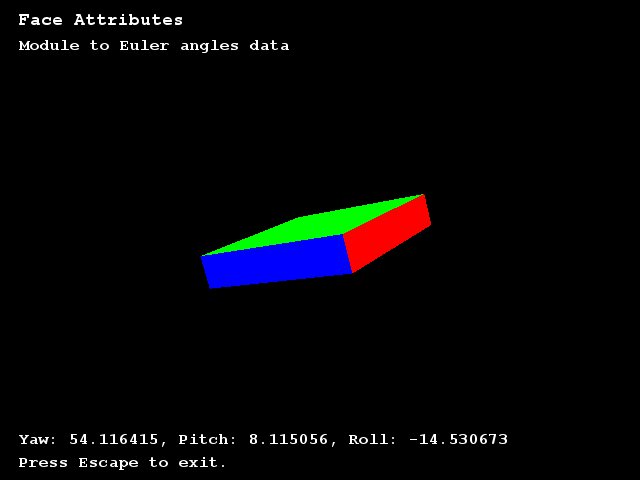 Face Attributes
Module to Euler angles data
Yaw: 54.116415, Pitch: 8.115056, Roll: -14.530673
Press Escape to exit.